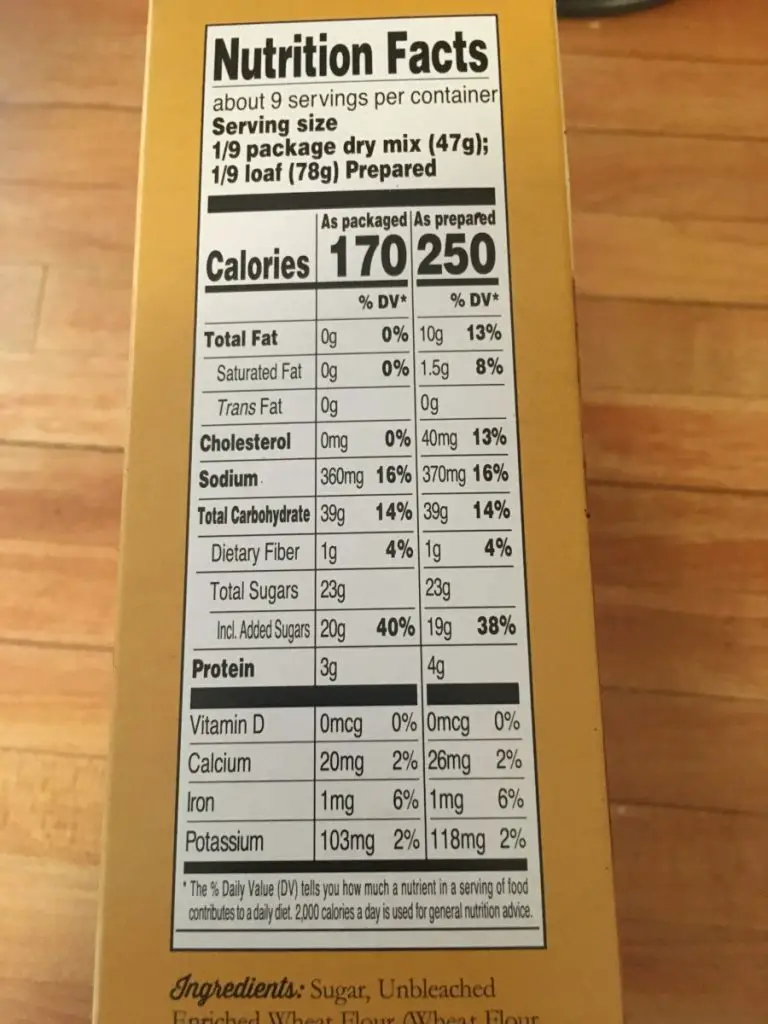 Nutrition Facts
about 9 servings per container
Serving size
1/9 package dry mix (47g);
1/9 loaf (78g) Prepared
As packaged As prepared
Calories 170 250
% DV* % DV*
Total Fat 0g 0% 10g 13%
Saturated Fat 0g 0% 1.5g 8%
Trans Fat 0g 0g
Cholesterol 0mg 0% 40mg 13%
Sodium 360mg 16% 370mg 16%
Total Carbohydrate 39g 14% 39g 14%
Dietary Fiber 1g 4% 1g 4%
Total Sugars 23g 23g
Incl. Added Sugars 20g 40% 19g 38%
Protein 3g 4g
Vitamin D 0mcg 0% 0mcg 0%
Calcium 20mg 2% 26mg 2%
Iron 1mg 6% 1mg 6%
Potassium 103mg 2% 118mg 2%
* The % Daily Value (DV) tells you how much a nutrient in a serving of food
contributes to a daily diet. 2,000 calories a day is used for general nutrition advice.
Ingredients: Sugar, Unbleached
Enriched Wheat Flour (Wheat Flour